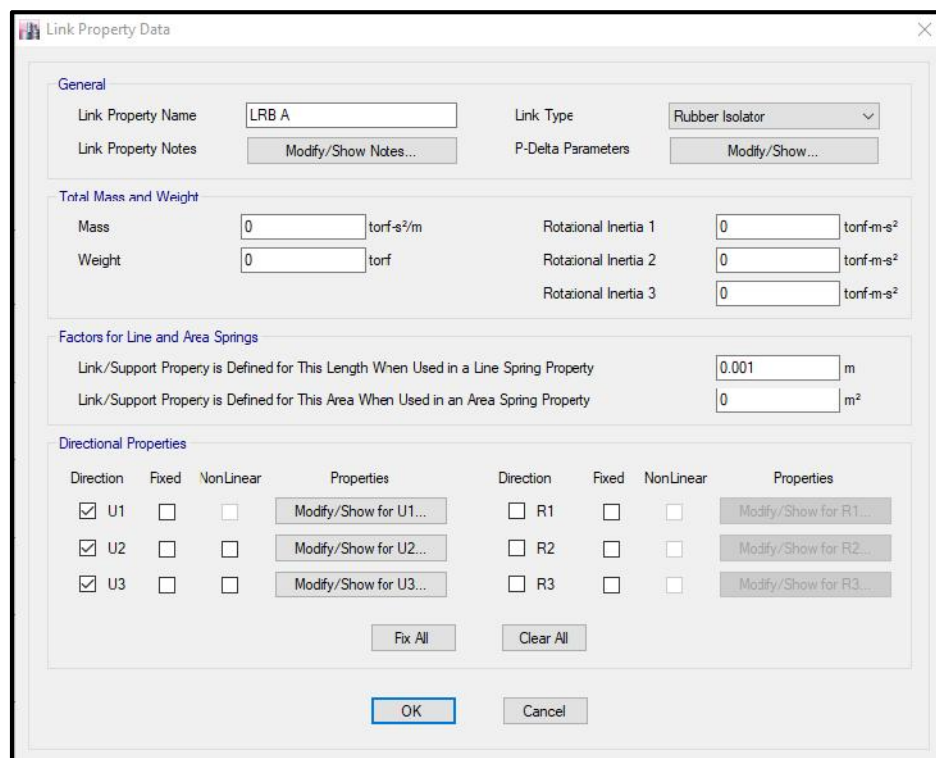 Link Property Data
General
Link Property Name LRB A Link Type Rubber Isolator
Link Property Notes Modify/Show Notes... P-Delta Parameters Modify/Show...
Total Mass and Weight
Mass 0 tonf-s²/m Rotational Inertia 1 0 tonf-m-s²
Weight 0 tonf Rotational Inertia 2 0 tonf-m-s²
Rotational Inertia 3 0 tonf-m-s²
Factors for Line and Area Springs
Link/Support Property is Defined for This Length When Used in a Line Spring Property 0.001 m
Link/Support Property is Defined for This Area When Used in an Area Spring Property 0 m²
Directional Properties
Direction Fixed NonLinear Properties Direction Fixed NonLinear Properties
U1 Modify/Show for U1... R1 Modify/Show for R1...
U2 Modify/Show for U2... R2 Modify/Show for R2...
U3 Modify/Show for U3... R3 Modify/Show for R3...
Fix All Clear All
OK Cancel